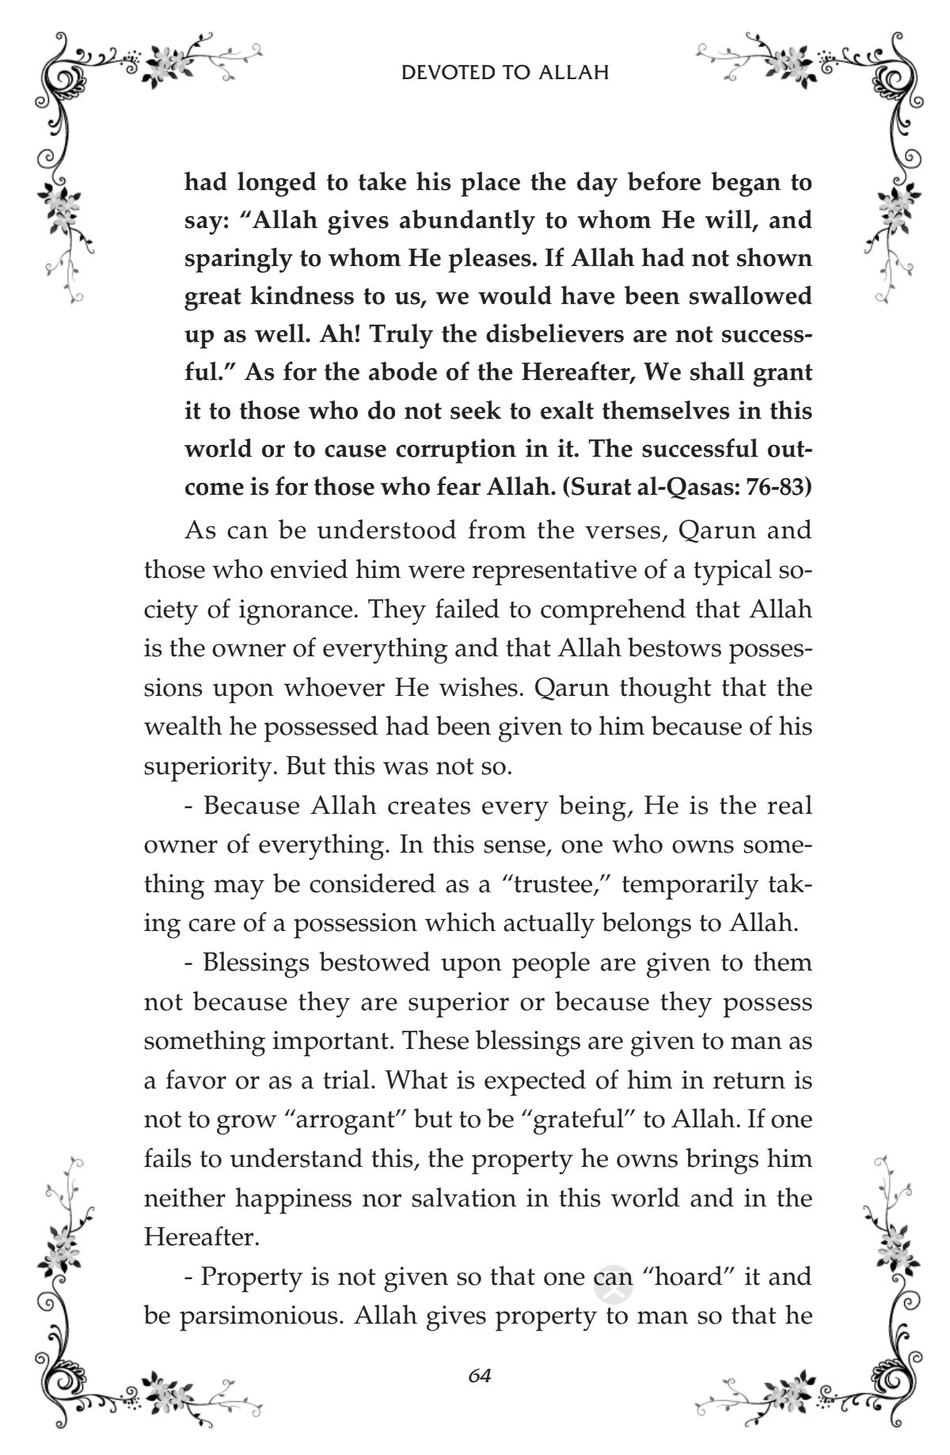 DEVOTED TO ALLAH
had longed to take his place the day before began to
say: “Allah gives abundantly to whom He will, and
sparingly to whom He pleases. If Allah had not shown
great kindness to us, we would have been swallowed
up as well. Ah! Truly the disbelievers are not success-
ful.” As for the abode of the Hereafter, We shall grant
it to those who do not seek to exalt themselves in this
world or to cause corruption in it. The successful out-
come is for those who fear Allah. (Surat al-Qasas: 76-83)
As can be understood from the verses, Qarun and
those who envied him were representative of a typical so-
ciety of ignorance. They failed to comprehend that Allah
is the owner of everything and that Allah bestows posses-
sions upon whoever He wishes. Qarun thought that the
wealth he possessed had been given to him because of his
superiority. But this was not so.
- Because Allah creates every being, He is the real
owner of everything. In this sense, one who owns some-
thing may be considered as a “trustee,” temporarily tak-
ing care of a possession which actually belongs to Allah.
- Blessings bestowed upon people are given to them
not because they are superior or because they possess
something important. These blessings are given to man as
a favor or as a trial. What is expected of him in return is
not to grow “arrogant” but to be “grateful” to Allah. If one
fails to understand this, the property he owns brings him
neither happiness nor salvation in this world and in the
Hereafter.
- Property is not given so that one can “hoard” it and
be parsimonious. Allah gives property to man so that he
64